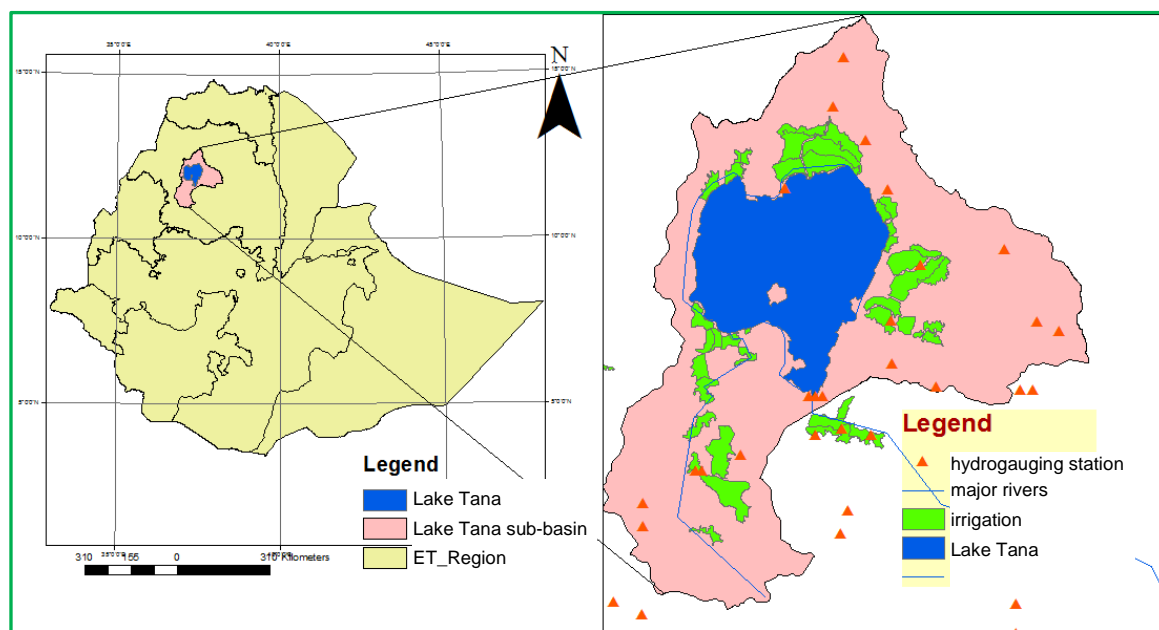 35°0'0"E 40°0'0"E 45°0'0"E
N
15°0'0"N 15°0'0"N
10°0'0"N 10°0'0"N
5°0'0"N 5°0'0"N
Legend
Lake Tana
Lake Tana sub-basin
ET_Region
310 155 0 310 Kilometers
Legend
hydrogauging station
major rivers
irrigation
Lake Tana